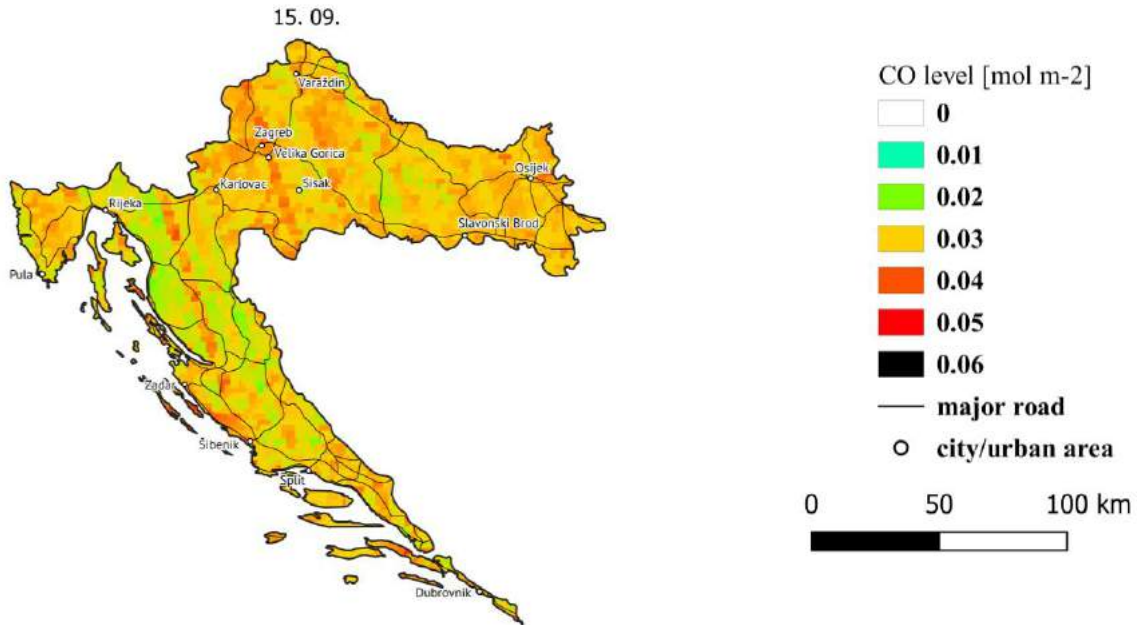 15. 09.
Varaždin
Zagreb
Velika Gorica
Karlovac
Sisak
Osijek
Slavonski Brod
Rijeka
Pula
Zadar
Šibenik
Split
Dubrovnik
CO level [mol m-2]
0
0.01
0.02
0.03
0.04
0.05
0.06
major road
city/urban area
0 50 100 km